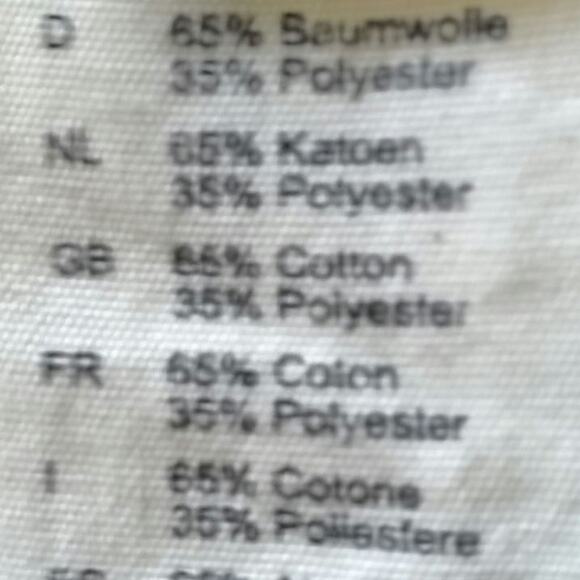 D 65% Baumwolle
35% Polyester
NL 65% Katoen
35% Polyester
GB 65% Cotton
35% Polyester
FR 65% Coton
35% Polyester
I 65% Cotone
35% Poliestere